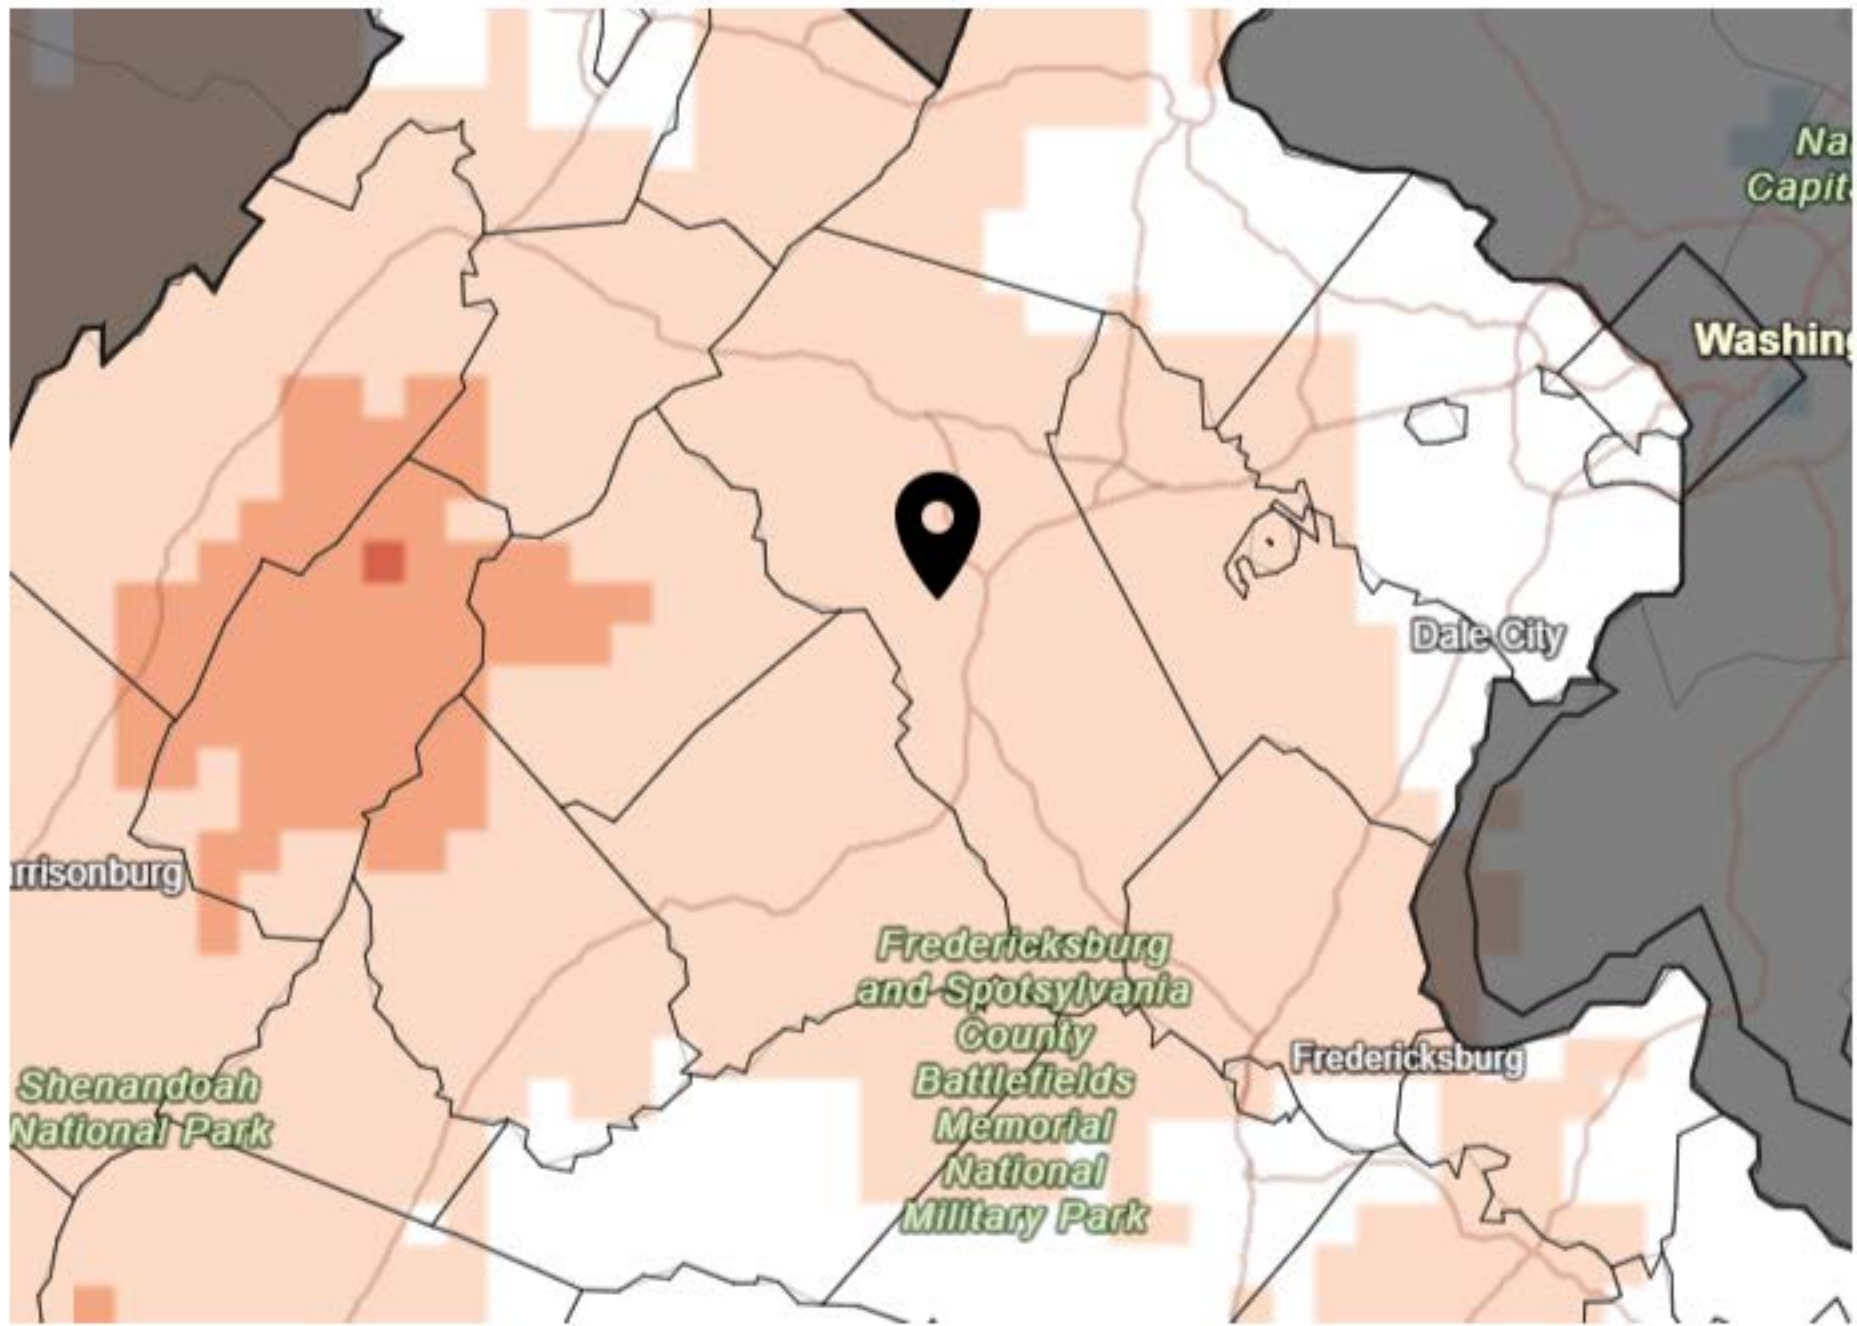 Na
Capit
Washing
Dale City
rrisonburg
Fredericksburg
and Spotsylvania
County
Battlefields
Memorial
National
Military Park
Fredericksburg
Shenandoah
National Park